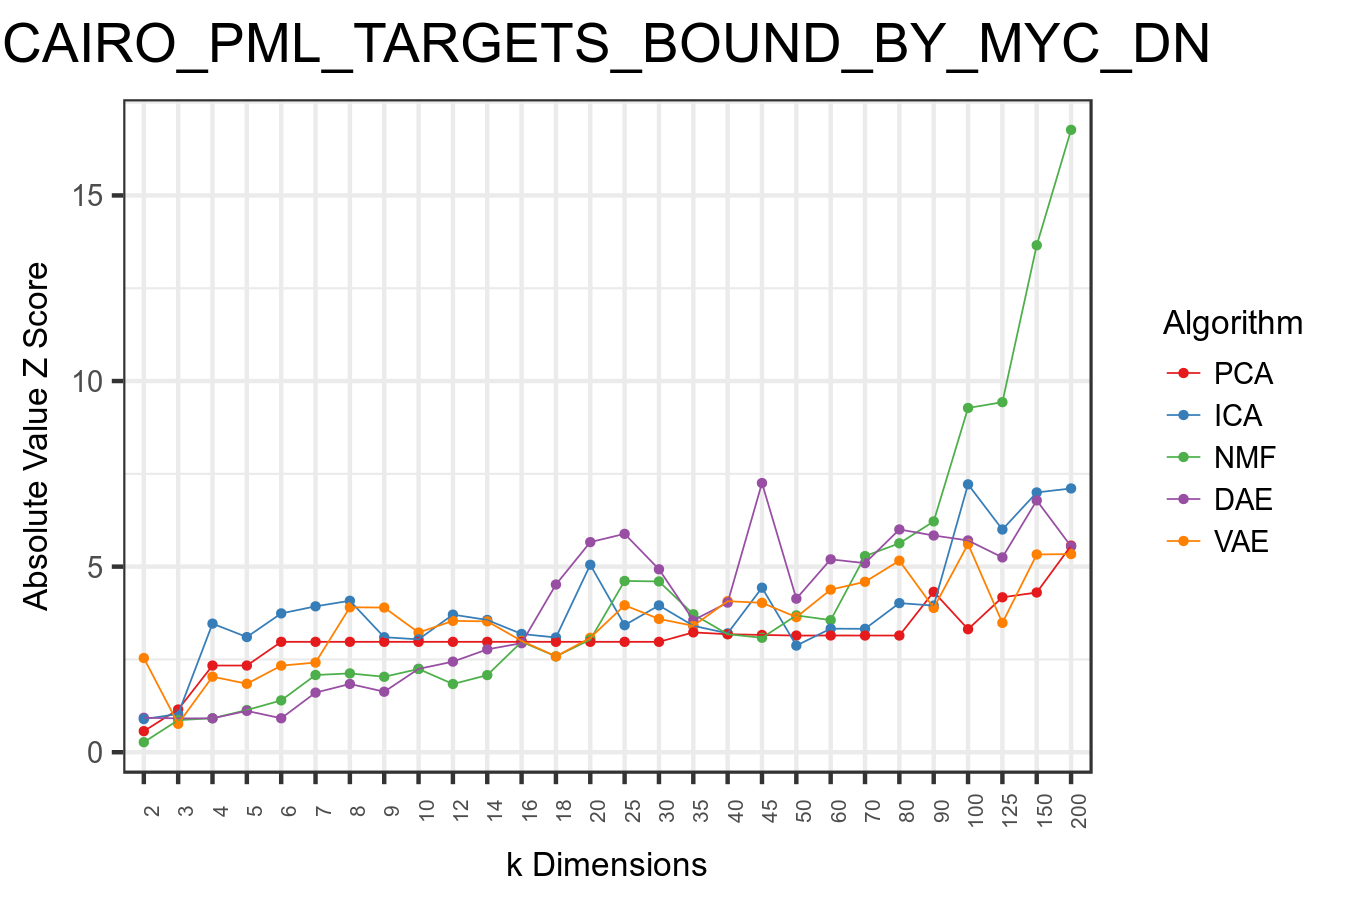 CAIRO_PML_TARGETS_BOUND_BY_MYC_DN
Absolute Value Z Score
15
10
5
0
2 3 4 5 6 7 8 9 10 12 14 16 18 20 25 30 35 40 45 50 60 70 80 90 100 125 150 200
k Dimensions
Algorithm
PCA
ICA
NMF
DAE
VAE